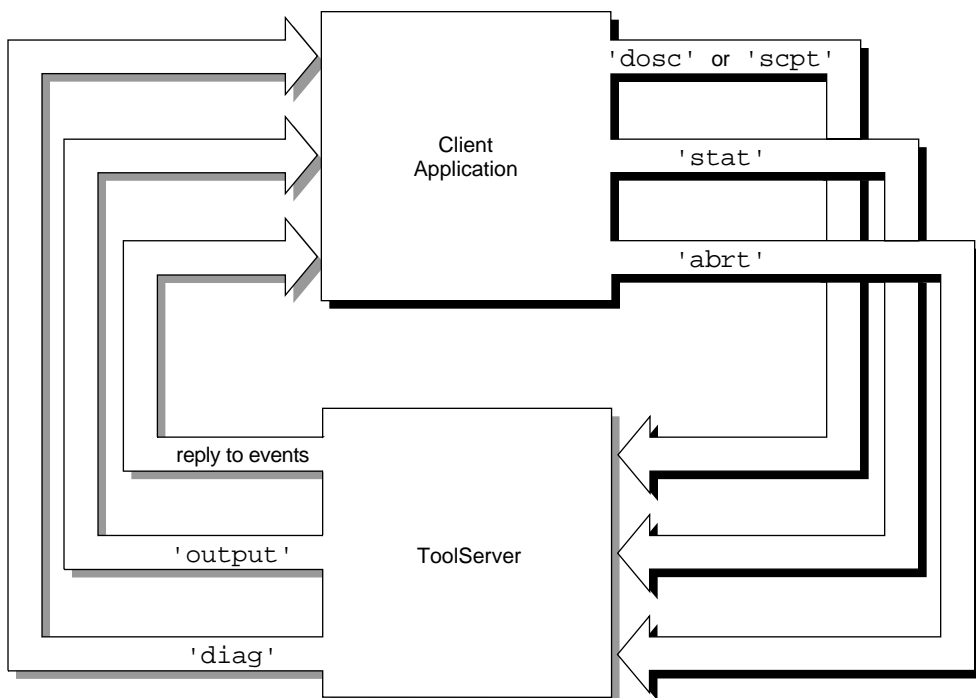 'dosc' or 'scpt'
Client
Application
'stat'
'abrt'
reply to events
'output'
ToolServer
'diag'